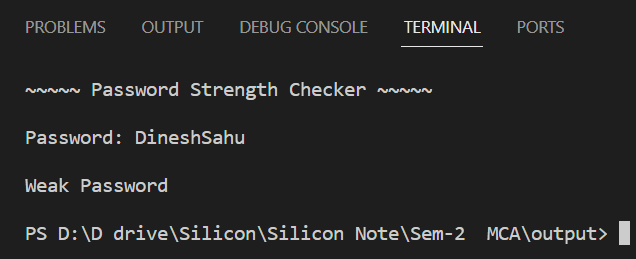 PROBLEMS OUTPUT DEBUG CONSOLE TERMINAL PORTS
~~~~~ Password Strength Checker ~~~~~
Password: DineshSahu
Weak Password
PS D:\D drive\Silicon\Silicon Note\Sem-2  MCA\output>